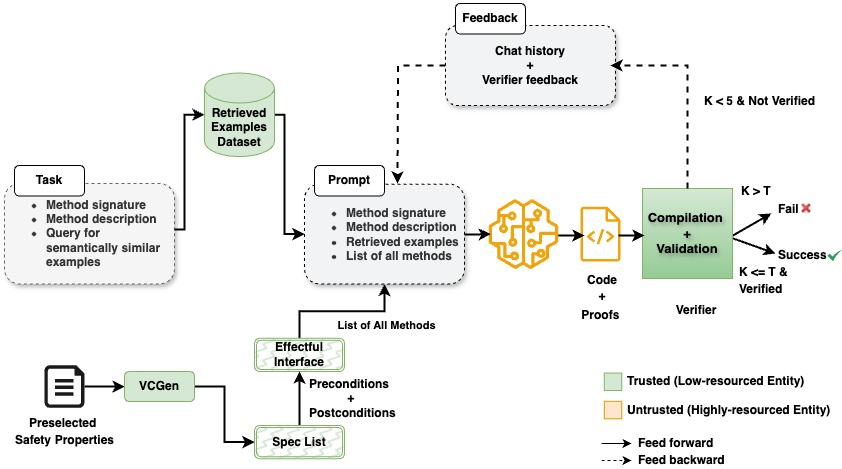 Feedback
Chat history
+
Verifier feedback
K < 5 & Not Verified
Retrieved
Examples
Dataset
Task
Method signature
Method description
Query for
semantically similar
examples
Prompt
Method signature
Method description
Retrieved examples
List of all methods
Code
+
Proofs
Compilation
+
Validation
Verifier
K > T
Fail
Success
K <= T &
Verified
List of All Methods
Effectful
Interface
Preconditions
+
Postconditions
Preselected
Safety Properties
VCGen
Spec List
Trusted (Low-resourced Entity)
Untrusted (Highly-resourced Entity)
Feed forward
Feed backward